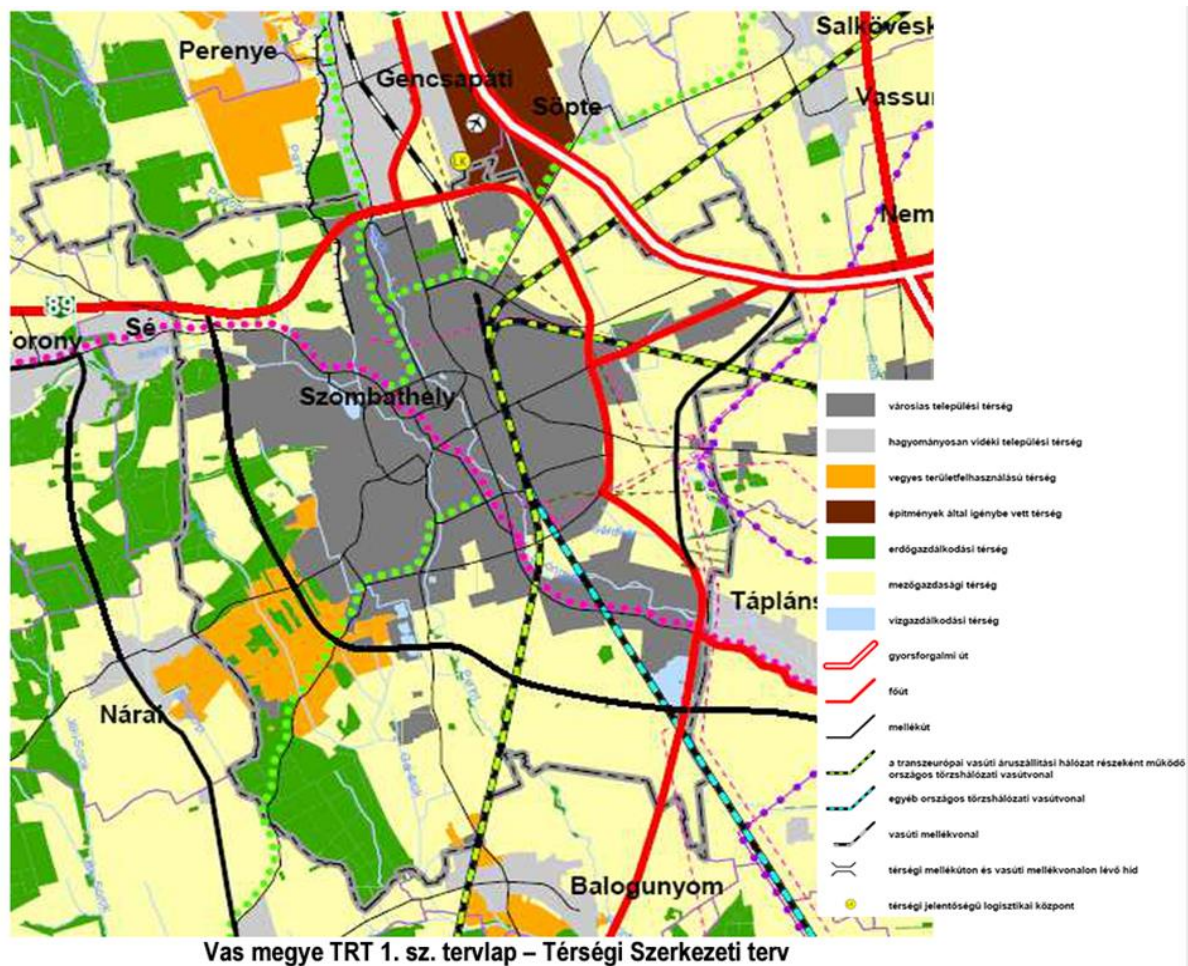 Perenye
Salkövesk
Gencsapáti
Söpte
Vassu
Nem
89
Sé
orony
Szombathely
Tápláns
Nárai
Balogunyom
LK
városias települési térség
hagyományosan vidéki települési térség
vegyes területfelhasználású térség
építmények által igénybe vett térség
erdőgazdálkodási térség
mezőgazdasági térség
vízgazdálkodási térség
gyorsforgalmi út
főút
mellékút
a transzeurópai vasúti áruszállítási hálózat részeként működő
országos törzshálózati vasútvonal
egyéb országos törzshálózati vasútvonal
vasúti mellékvonal
térségi mellékúton és vasúti mellékvonalon lévő híd
térségi jelentőségű logisztikai központ
Vas megye TRT 1. sz. tervlap – Térségi Szerkezeti terv